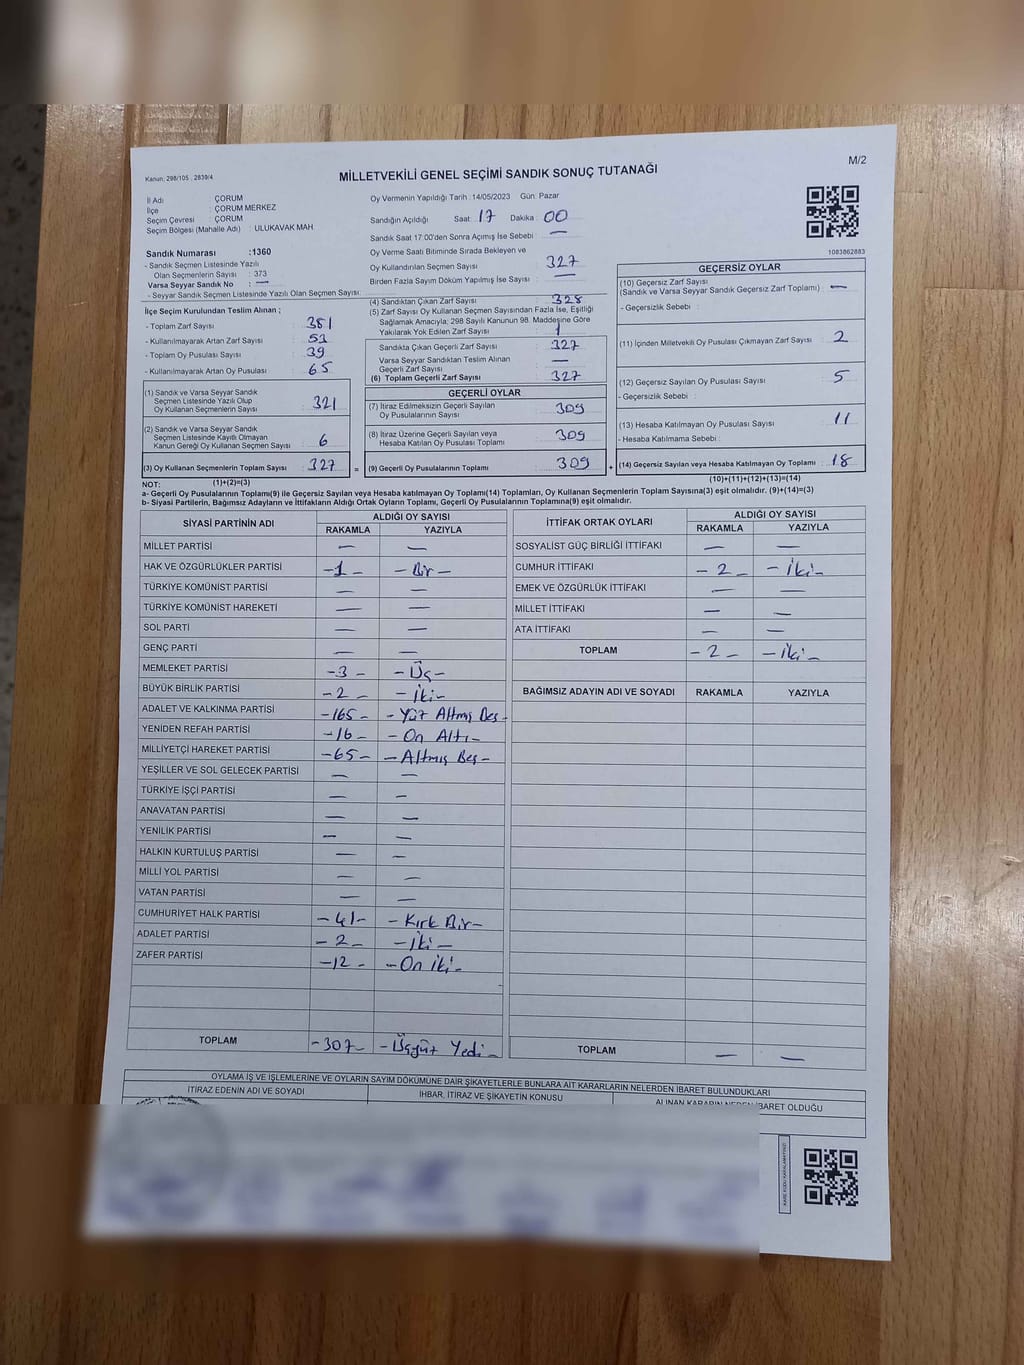 Kanun: 298/105 , 2839/4
MİLLETVEKİLİ GENEL SEÇİMİ SANDIK SONUÇ TUTANAĞI
M/2
İl Adı : ÇORUM
İlçe : ÇORUM MERKEZ
Seçim Çevresi : ÇORUM
Seçim Bölgesi (Mahalle Adı) : ULUKAVAK MAH
Sandık Numarası :1360
- Sandık Seçmen Listesinde Yazılı
Olan Seçmenlerin Sayısı : 373
Varsa Seyyar Sandık No : —
- Seyyar Sandık Seçmen Listesinde Yazılı Olan Seçmen Sayısı:
İlçe Seçim Kurulundan Teslim Alınan ;
- Toplam Zarf Sayısı : 381
- Kullanılmayarak Artan Zarf Sayısı : 53
- Toplam Oy Pusulası Sayısı : 39
- Kullanılmayarak Artan Oy Pusulası : 65
(1) Sandık ve Varsa Seyyar Sandık
Seçmen Listesinde Yazılı Olup
Oy Kullanan Seçmenlerin Sayısı : 321
(2) Sandık ve Varsa Seyyar Sandık
Seçmen Listesinde Kayıtlı Olmayan
Kanun Gereği Oy Kullanan Seçmen Sayısı : 6
(3) Oy Kullanan Seçmenlerin Toplam Sayısı : 327
(1)+(2)=(3)
Oy Vermenin Yapıldığı Tarih : 14/05/2023 Gün: Pazar
Sandığın Açıldığı Saat : 17 Dakika : 00
Sandık Saat 17:00'den Sonra Açılmış İse Sebebi : —
Oy Verme Saati Bitiminde Sırada Bekleyen ve
Oy Kullandırılan Seçmen Sayısı : 327
Birden Fazla Sayım Döküm Yapılmış İse Sayısı : —
(4) Sandıktan Çıkan Zarf Sayısı : 328
(5) Zarf Sayısı Oy Kullanan Seçmen Sayısından Fazla İse, Eşitliği
Sağlamak Amacıyla, 298 Sayılı Kanunun 98. Maddesine Göre
Yakılarak Yok Edilen Zarf Sayısı : 1
Sandıkta Çıkan Geçerli Zarf Sayısı : 327
Varsa Seyyar Sandıktan Teslim Alınan
Geçerli Zarf Sayısı : —
(6) Toplam Geçerli Zarf Sayısı : 327
GEÇERLİ OYLAR
(7) İtiraz Edilmeksizin Geçerli Sayılan
Oy Pusulalarının Sayısı : 309
(8) İtiraz Üzerine Geçerli Sayılan veya
Hesaba Katılan Oy Pusulası Toplamı : 309
= (9) Geçerli Oy Pusularının Toplamı : 309 +
1083862883
GEÇERSİZ OYLAR
(10) Geçersiz Zarf Sayısı
(Sandık ve Varsa Seyyar Sandık Geçersiz Zarf Toplamı) : —
- Geçersizlik Sebebi :
(11) İçinden Milletvekili Oy Pusulası Çıkmayan Zarf Sayısı : 2
(12) Geçersiz Sayılan Oy Pusulası Sayısı : 5
- Geçersizlik Sebebi :
(13) Hesaba Katılmayan Oy Pusulası Sayısı : 11
- Hesaba Katılmama Sebebi :
(14) Geçersiz Sayılan veya Hesaba Katılmayan Oy Toplamı : 18
(10)+(11)+(12)+(13)=(14)
NOT:
a- Geçerli Oy Pusulalarının Toplamı(9) ile Geçersiz Sayılan veya Hesaba Katılmayan Oy Toplamı(14) Toplamları, Oy Kullanan Seçmenlerin Toplam Sayısına(3) eşit olmalıdır. (9)+(14)=(3)
b- Siyasi Partilerin, Bağımsız Adayların ve İttifakların Aldığı Ortak Oyların Toplamı, Geçerli Oy Pusulalarının Toplamına(9) eşit olmalıdır.
SİYASİ PARTİNİN ADI ALDIĞI OY SAYISI
RAKAMLA YAZIYLA
MİLLET PARTİSİ — —
HAK VE ÖZGÜRLÜKLER PARTİSİ -1- -Bir-
TÜRKİYE KOMÜNİST PARTİSİ — —
TÜRKİYE KOMÜNİST HAREKETİ — —
SOL PARTİ — —
GENÇ PARTİ — —
MEMLEKET PARTİSİ -3- -Üç-
BÜYÜK BİRLİK PARTİSİ -2- -İki-
ADALET VE KALKINMA PARTİSİ -165- -Yüz Altmış Beş-
YENİDEN REFAH PARTİSİ -16- -On Altı-
MİLLİYETÇİ HAREKET PARTİSİ -65- -Altmış Beş-
YEŞİLLER VE SOL GELECEK PARTİSİ — —
TÜRKİYE İŞÇİ PARTİSİ — —
ANAVATAN PARTİSİ — —
YENİLİK PARTİSİ — —
HALKIN KURTULUŞ PARTİSİ — —
MİLLİ YOL PARTİSİ — —
VATAN PARTİSİ — —
CUMHURİYET HALK PARTİSİ -41- -Kırk Bir-
ADALET PARTİSİ -2- -İki-
ZAFER PARTİSİ -12- -On iki-
TOPLAM -307- -Üçyüz Yedi-
İTTİFAK ORTAK OYLARI ALDIĞI OY SAYISI
RAKAMLA YAZIYLA
SOSYALİST GÜÇ BİRLİĞİ İTTİFAKI — —
CUMHUR İTTİFAKI -2- -İki-
EMEK VE ÖZGÜRLÜK İTTİFAKI — —
MİLLET İTTİFAKI — —
ATA İTTİFAKI — —
TOPLAM -2- -İki-
BAĞIMSIZ ADAYIN ADI VE SOYADI RAKAMLA YAZIYLA
TOPLAM — —
OYLAMA İŞ VE İŞLEMLERİNE VE OYLARIN SAYIM DÖKÜMÜNE DAİR ŞİKAYETLERLE BUNLARA AİT KARARLARIN NELERDEN İBARET BULUNDUKLARI
İTİRAZ EDENİN ADI VE SOYADI
İHBAR, İTİRAZ VE ŞİKAYETİN KONUSU
ALINAN KARARIN NEDEN İBARET OLDUĞU